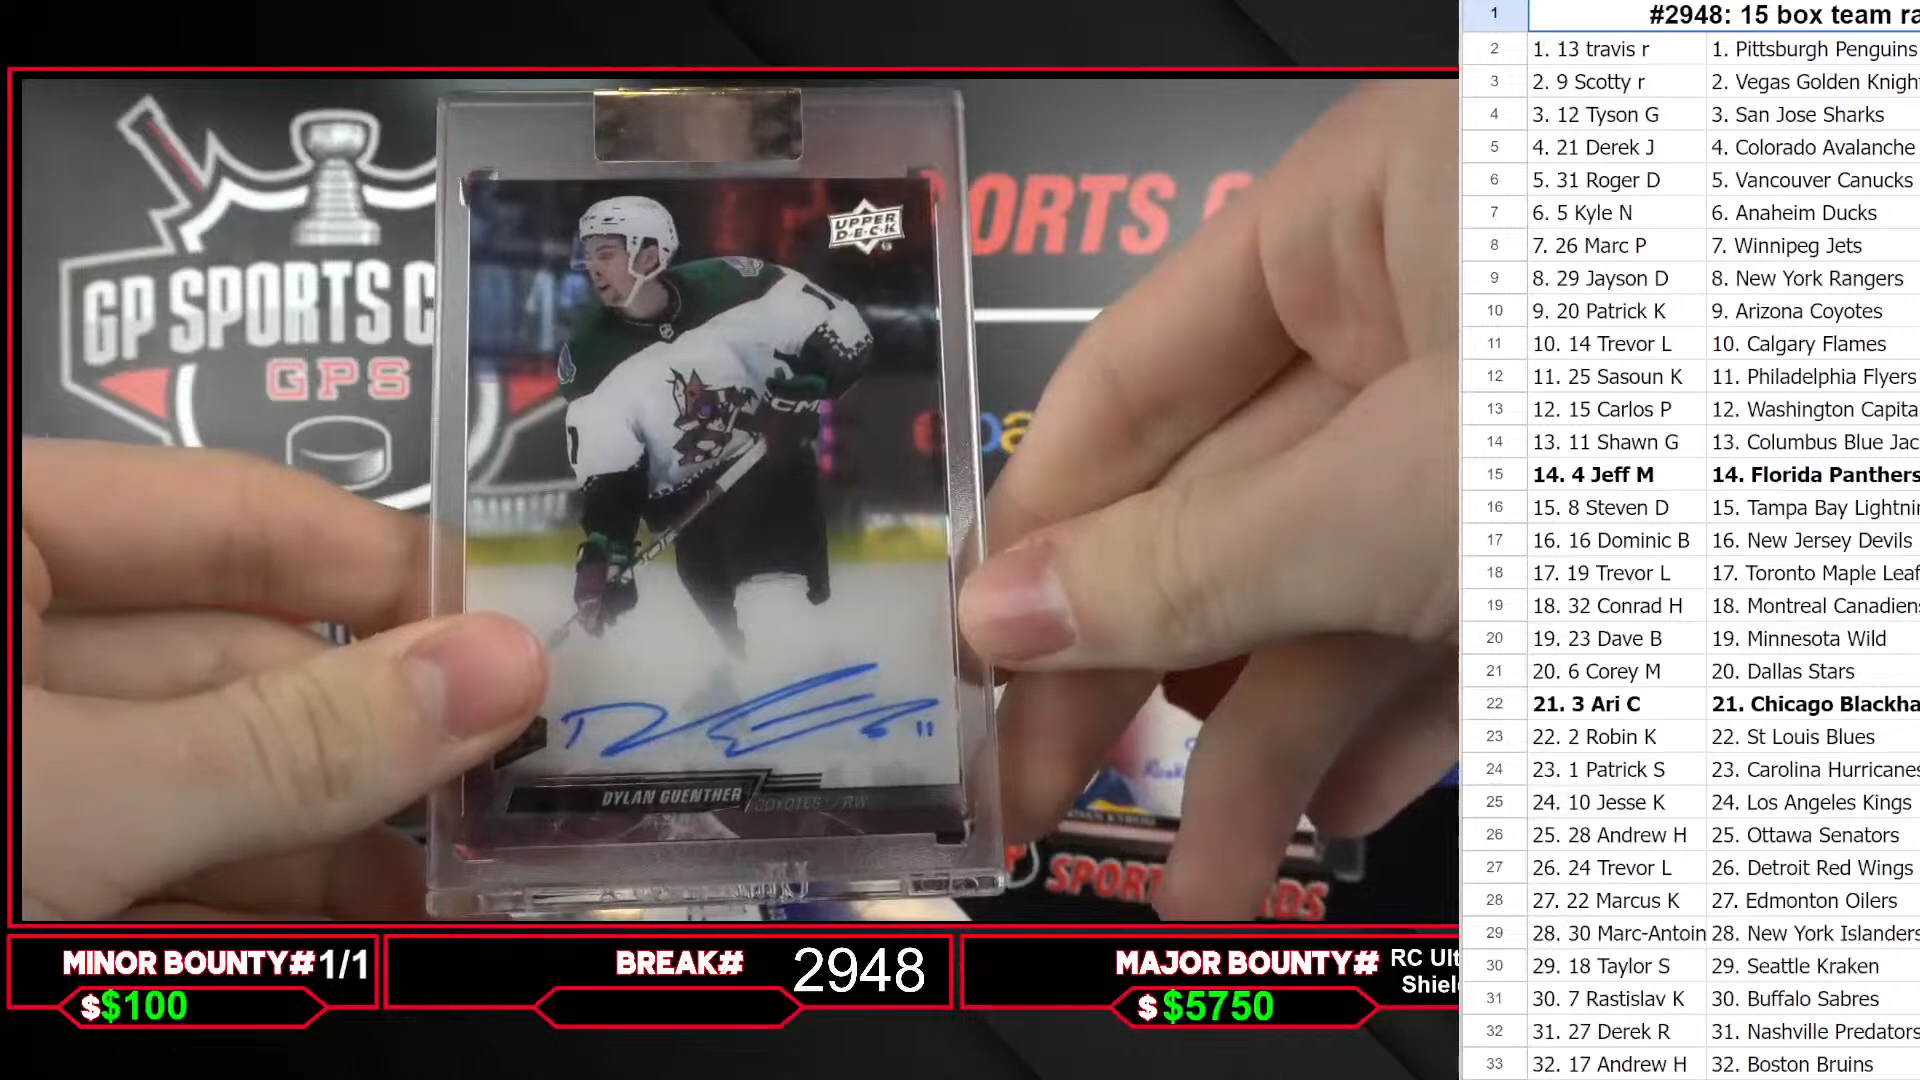 GP SPORTS C
GPS
ORTS C
UPPER
DECK
CCM
11
DYLAN GUENTHER
COYOTES / RW
SPORT
DS
MINOR BOUNTY# 1/1
$$100
BREAK# 2948
MAJOR BOUNTY# RC Ult
Shiel
$ $5750
1 #2948: 15 box team ra
2 1. 13 travis r 1. Pittsburgh Penguins
3 2. 9 Scotty r 2. Vegas Golden Knigh
4 3. 12 Tyson G 3. San Jose Sharks
5 4. 21 Derek J 4. Colorado Avalanche
6 5. 31 Roger D 5. Vancouver Canucks
7 6. 5 Kyle N 6. Anaheim Ducks
8 7. 26 Marc P 7. Winnipeg Jets
9 8. 29 Jayson D 8. New York Rangers
10 9. 20 Patrick K 9. Arizona Coyotes
11 10. 14 Trevor L 10. Calgary Flames
12 11. 25 Sasoun K 11. Philadelphia Flyers
13 12. 15 Carlos P 12. Washington Capita
14 13. 11 Shawn G 13. Columbus Blue Jac
15 14. 4 Jeff M 14. Florida Panthers
16 15. 8 Steven D 15. Tampa Bay Lightni
17 16. 16 Dominic B 16. New Jersey Devils
18 17. 19 Trevor L 17. Toronto Maple Leaf
19 18. 32 Conrad H 18. Montreal Canadiens
20 19. 23 Dave B 19. Minnesota Wild
21 20. 6 Corey M 20. Dallas Stars
22 21. 3 Ari C 21. Chicago Blackha
23 22. 2 Robin K 22. St Louis Blues
24 23. 1 Patrick S 23. Carolina Hurricanes
25 24. 10 Jesse K 24. Los Angeles Kings
26 25. 28 Andrew H 25. Ottawa Senators
27 26. 24 Trevor L 26. Detroit Red Wings
28 27. 22 Marcus K 27. Edmonton Oilers
29 28. 30 Marc-Antoin 28. New York Islanders
30 29. 18 Taylor S 29. Seattle Kraken
31 30. 7 Rastislav K 30. Buffalo Sabres
32 31. 27 Derek R 31. Nashville Predators
33 32. 17 Andrew H 32. Boston Bruins